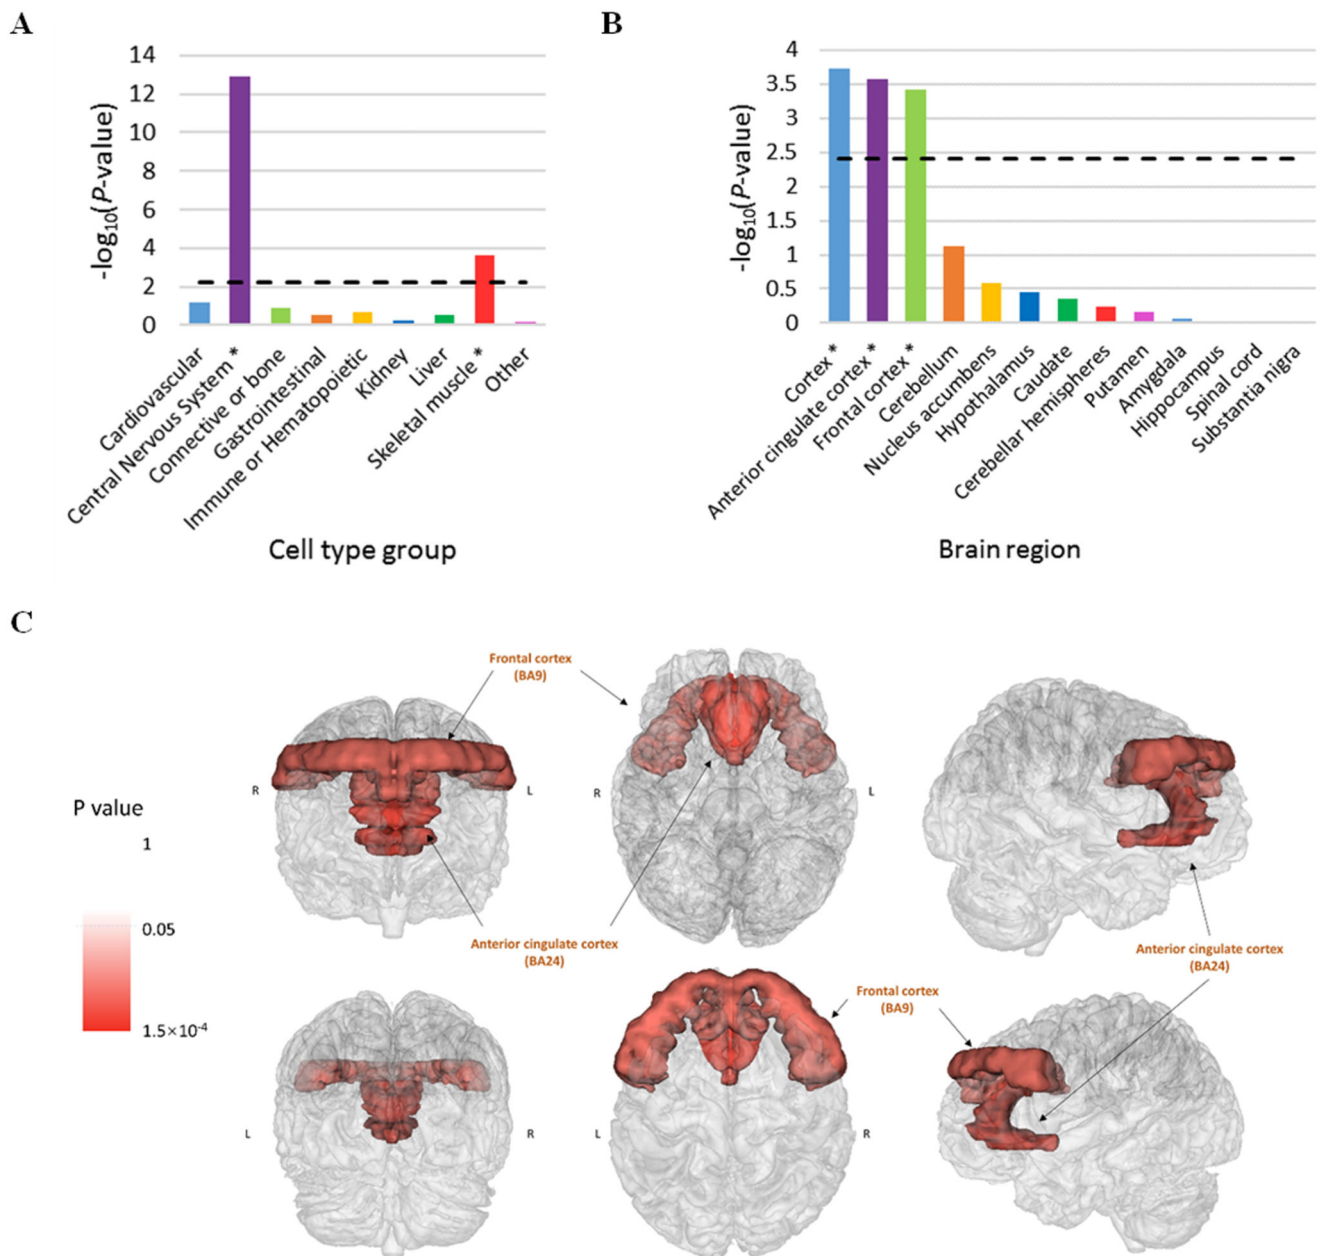 A
14
12
10
8
6
4
2
0
-log10(P-value)
Cardiovascular
Central Nervous System *
Connective or bone
Gastrointestinal
Immune or Hematopoietic
Kidney
Liver
Skeletal muscle *
Other
Cell type group
B
4
3.5
3
2.5
2
1.5
1
0.5
0
-log10(P-value)
Cortex *
Anterior cingulate cortex *
Frontal cortex *
Cerebellum
Nucleus accumbens
Hypothalamus
Caudate
Cerebellar hemispheres
Putamen
Amygdala
Hippocampus
Spinal cord
Substantia nigra
Brain region
C
Frontal cortex
(BA9)
R
L
R
L
P value
1
0.05
1.5×10-4
Anterior cingulate cortex
(BA24)
Anterior cingulate cortex
(BA24)
Frontal cortex
(BA9)
L
R
L
R